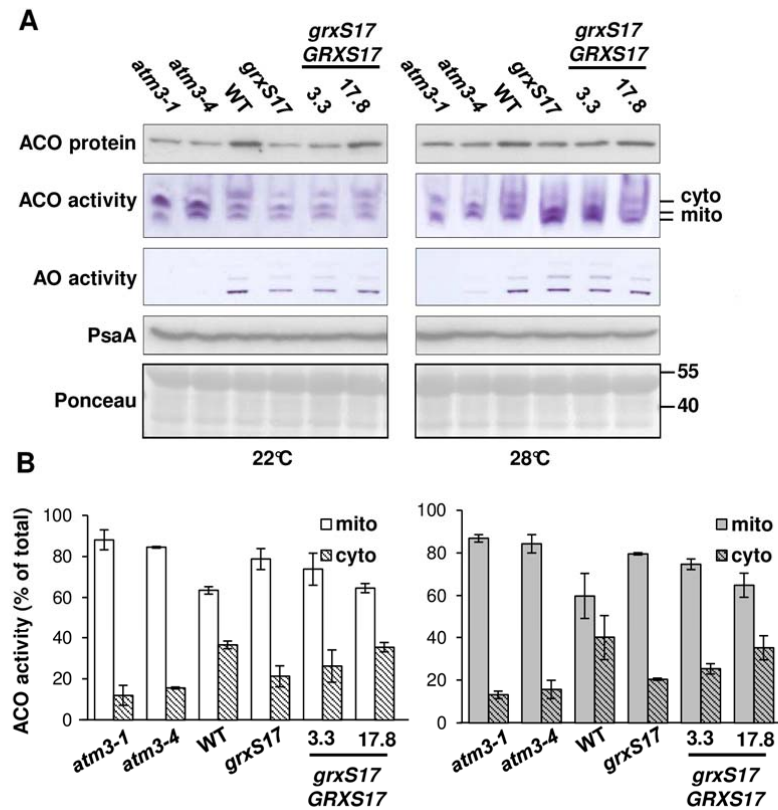 A
grxS17
GRXS17
atm3-1
atm3-4
WT
grxS17
3.3
17.8
grxS17
GRXS17
atm3-1
atm3-4
WT
grxS17
3.3
17.8
ACO protein
ACO activity
cyto
mito
AO activity
PsaA
Ponceau
55
40
22°C
28°C
B
ACO activity (% of total)
100
80
60
40
20
0
mito
cyto
atm3-1
atm3-4
WT
grxS17
3.3
17.8
grxS17
GRXS17
100
80
60
40
20
0
mito
cyto
atm3-1
atm3-4
WT
grxS17
3.3
17.8
grxS17
GRXS17